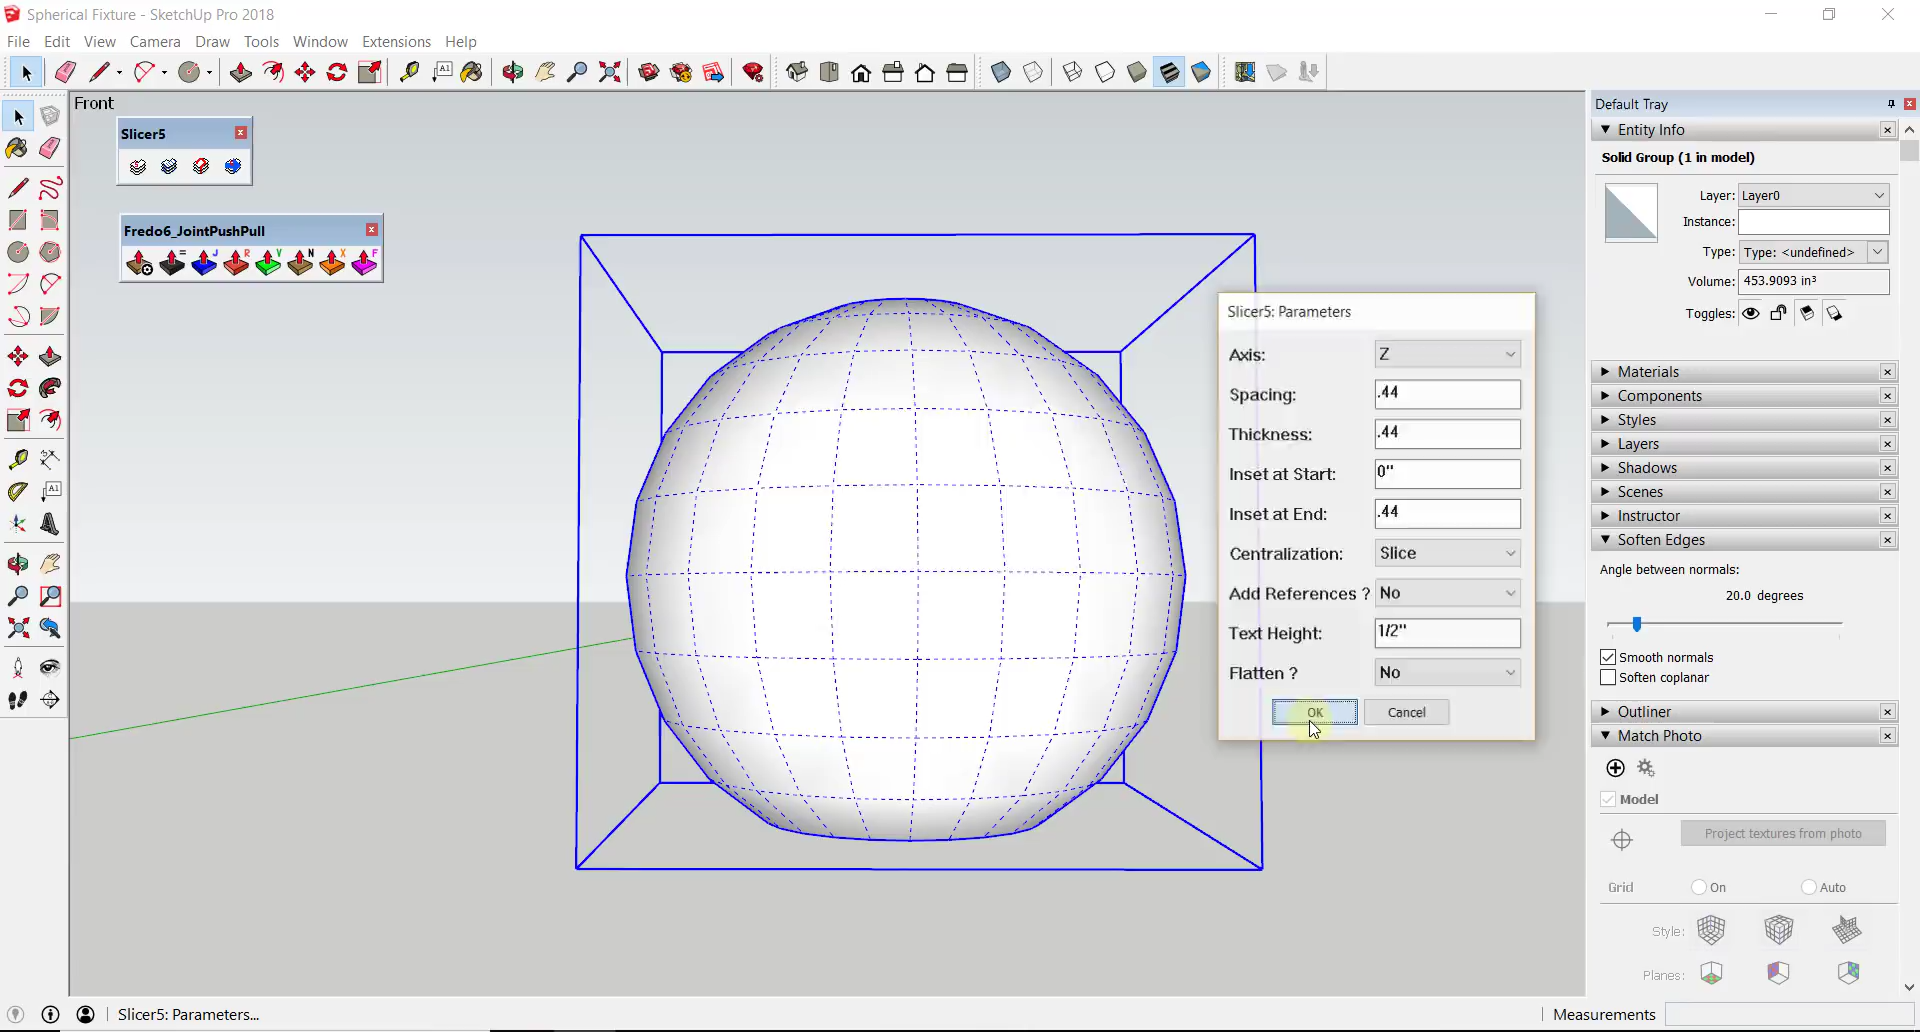 Spherical Fixture - SketchUp Pro 2018
File Edit View Camera Draw Tools Window Extensions Help
Front
Slicer5
Fredo6_JointPushPull
Slicer5: Parameters
Axis: Z
Spacing: .44
Thickness: .44
Inset at Start: 0"
Inset at End: .44
Centralization: Slice
Add References ? No
Text Height: 1/2"
Flatten ? No
OK Cancel
Default Tray
Entity Info
Solid Group (1 in model)
Layer: Layer0
Instance:
Type: Type: <undefined>
Volume: 453.9093 in³
Toggles:
Materials
Components
Styles
Layers
Shadows
Scenes
Instructor
Soften Edges
Angle between normals:
20.0 degrees
Smooth normals
Soften coplanar
Outliner
Match Photo
Model
Project textures from photo
Grid On Auto
Style:
Planes:
Slicer5: Parameters...
Measurements